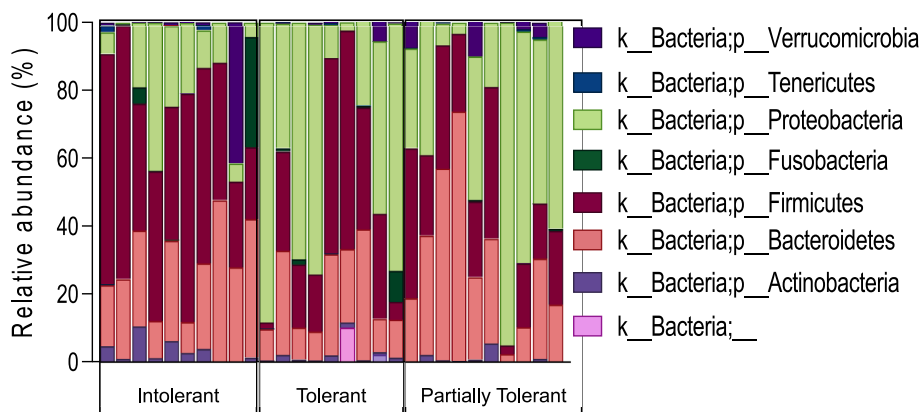 Relative abundance (%)
100
80
60
40
20
0
Intolerant
Tolerant
Partially Tolerant
k__Bacteria;p__Verrucomicrobia
k__Bacteria;p__Tenericutes
k__Bacteria;p__Proteobacteria
k__Bacteria;p__Fusobacteria
k__Bacteria;p__Firmicutes
k__Bacteria;p__Bacteroidetes
k__Bacteria;p__Actinobacteria
k__Bacteria;__